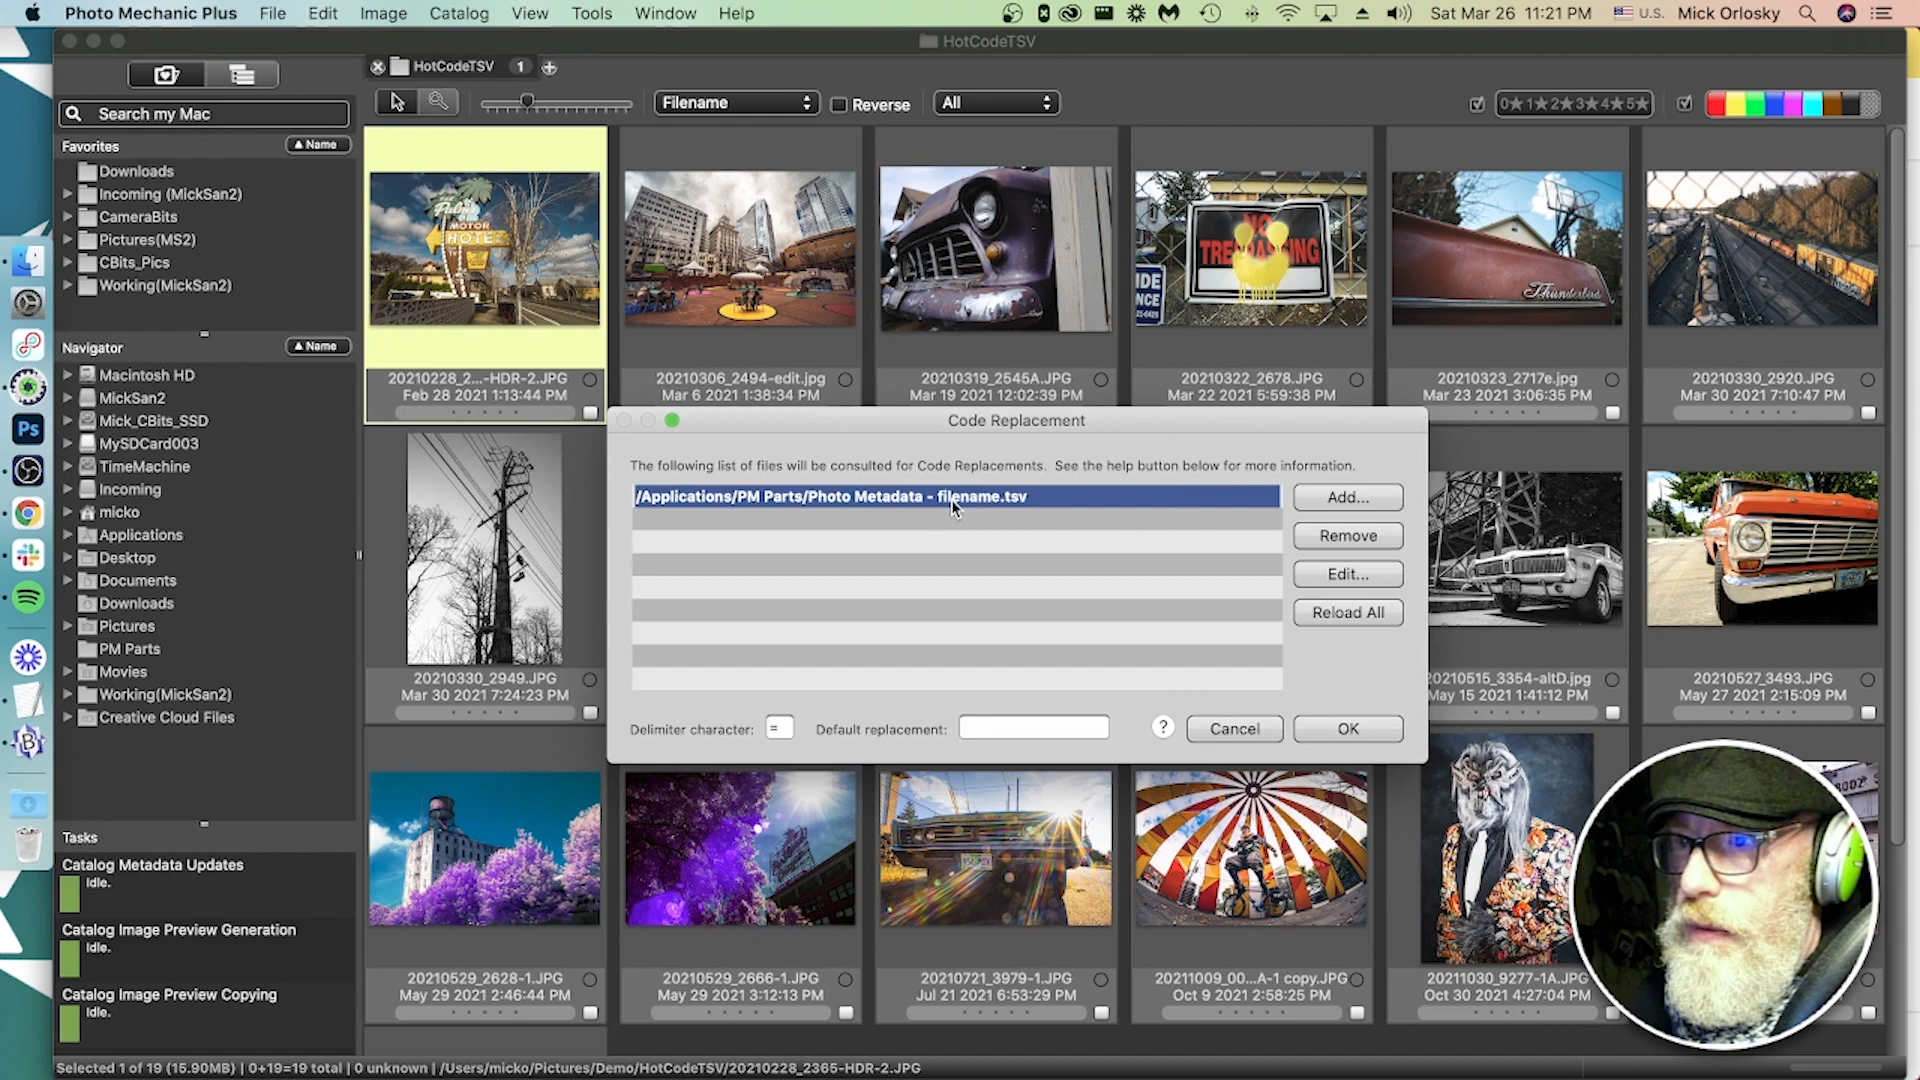 Photo Mechanic Plus File Edit Image Catalog View Tools Window Help
Sat Mar 26 11:21 PM U.S. Mick Orlosky
HotCodeTSV
HotCodeTSV 1
Search my Mac
Filename Reverse All 0★1★2★3★4★5★
Favorites Name
Downloads
Incoming (MickSan2)
CameraBits
Pictures(MS2)
CBits_Pics
Working(MickSan2)
Navigator Name
Macintosh HD
MickSan2
Mick_CBits_SSD
MySDCard003
TimeMachine
Incoming
micko
Applications
Desktop
Documents
Downloads
Pictures
PM Parts
Movies
Working(MickSan2)
Creative Cloud Files
Tasks
Catalog Metadata Updates
Idle.
Catalog Image Preview Generation
Idle.
Catalog Image Preview Copying
Idle.
Ps
Palms
MOTOR
HOTEL
NO
TRESPASSING
Thunderbird
20210228_2...-HDR-2.JPG
Feb 28 2021 1:13:44 PM
20210306_2494-edit.jpg
Mar 6 2021 1:38:34 PM
20210319_2545A.JPG
Mar 19 2021 12:02:39 PM
20210322_2678.JPG
Mar 22 2021 5:59:38 PM
20210323_2717e.jpg
Mar 23 2021 3:06:35 PM
20210330_2920.JPG
Mar 30 2021 7:10:47 PM
20210330_2949.JPG
Mar 30 2021 7:24:23 PM
20210515_3354-altD.jpg
May 15 2021 1:41:12 PM
20210527_3493.JPG
May 27 2021 2:15:09 PM
20210529_2628-1.JPG
May 29 2021 2:46:44 PM
20210529_2666-1.JPG
May 29 2021 3:12:13 PM
20210721_3979-1.JPG
Jul 21 2021 6:53:29 PM
20211009_00...A-1 copy.JPG
Oct 9 2021 2:58:25 PM
20211030_9277-1A.JPG
Oct 30 2021 4:27:04 PM
Code Replacement
The following list of files will be consulted for Code Replacements. See the help button below for more information.
/Applications/PM Parts/Photo Metadata - filename.tsv
Add...
Remove
Edit...
Reload All
Delimiter character: = Default replacement: ? Cancel OK
Selected 1 of 19 (15.90MB) | 0+19=19 total | 0 unknown | /Users/micko/Pictures/Demo/HotCodeTSV/20210228_2365-HDR-2.JPG